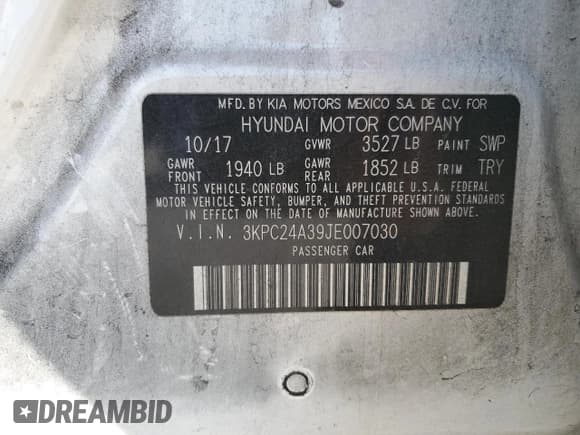 MFD. BY KIA MOTORS MEXICO S.A. DE C.V. FOR
HYUNDAI MOTOR COMPANY
10/17 GVWR 3527 LB PAINT SWP
GAWR FRONT 1940 LB GAWR REAR 1852 LB TRIM TRY
THIS VEHICLE CONFORMS TO ALL APPLICABLE U.S.A. FEDERAL
MOTOR VEHICLE SAFETY, BUMPER, AND THEFT PREVENTION STANDARDS
IN EFFECT ON THE DATE OF MANUFACTURE SHOWN ABOVE.
V.I.N. 3KPC24A39JE007030
PASSENGER CAR
DREAMBID